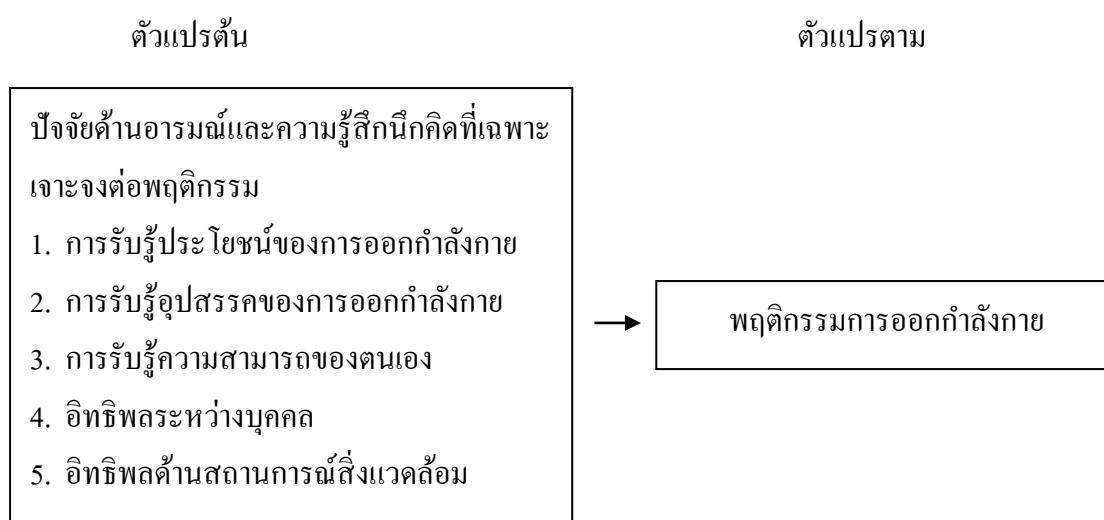 ตัวแปรต้น
ตัวแปรตาม
ปัจจัยด้านอารมณ์และความรู้สึกนึกคิดที่เฉพาะ
เจาะจงต่อพฤติกรรม
1. การรับรู้ประโยชน์ของการออกกำลังกาย
2. การรับรู้อุปสรรคของการออกกำลังกาย
3. การรับรู้ความสามารถของตนเอง
4. อิทธิพลระหว่างบุคคล
5. อิทธิพลด้านสถานการณ์สิ่งแวดล้อม
พฤติกรรมการออกกำลังกาย